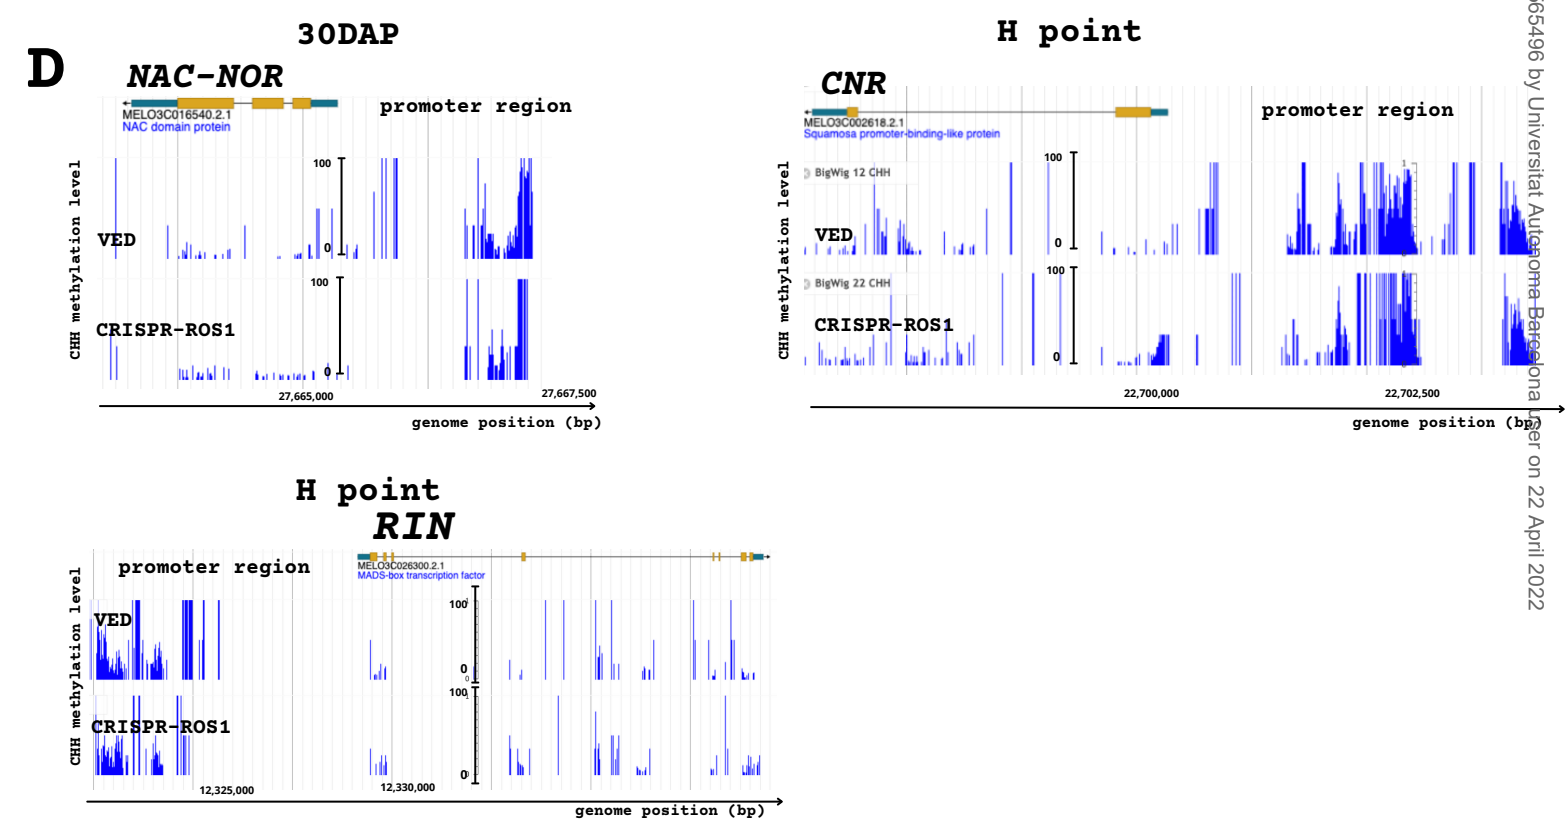 D
30DAP
NAC-NOR
promoter region
MELO3C016540.2.1
NAC domain protein
CHH methylation level
100
0
VED
100
0
CRISPR-ROS1
27,665,000
27,667,500
genome position (bp)
H point
CNR
promoter region
MELO3C002618.2.1
Squamosa promoter-binding-like protein
CHH methylation level
BigWig 12 CHH
100
0
1
VED
BigWig 22 CHH
100
0
CRISPR-ROS1
22,700,000
22,702,500
genome position (bp)
H point
RIN
promoter region
MELO3C026300.2.1
MADS-box transcription factor
CHH methylation level
VED
100
0
0
CRISPR-ROS1
100
0
12,325,000
12,330,000
genome position (bp)
665496 by Universitat Autonoma Barcelona user on 22 April 2022